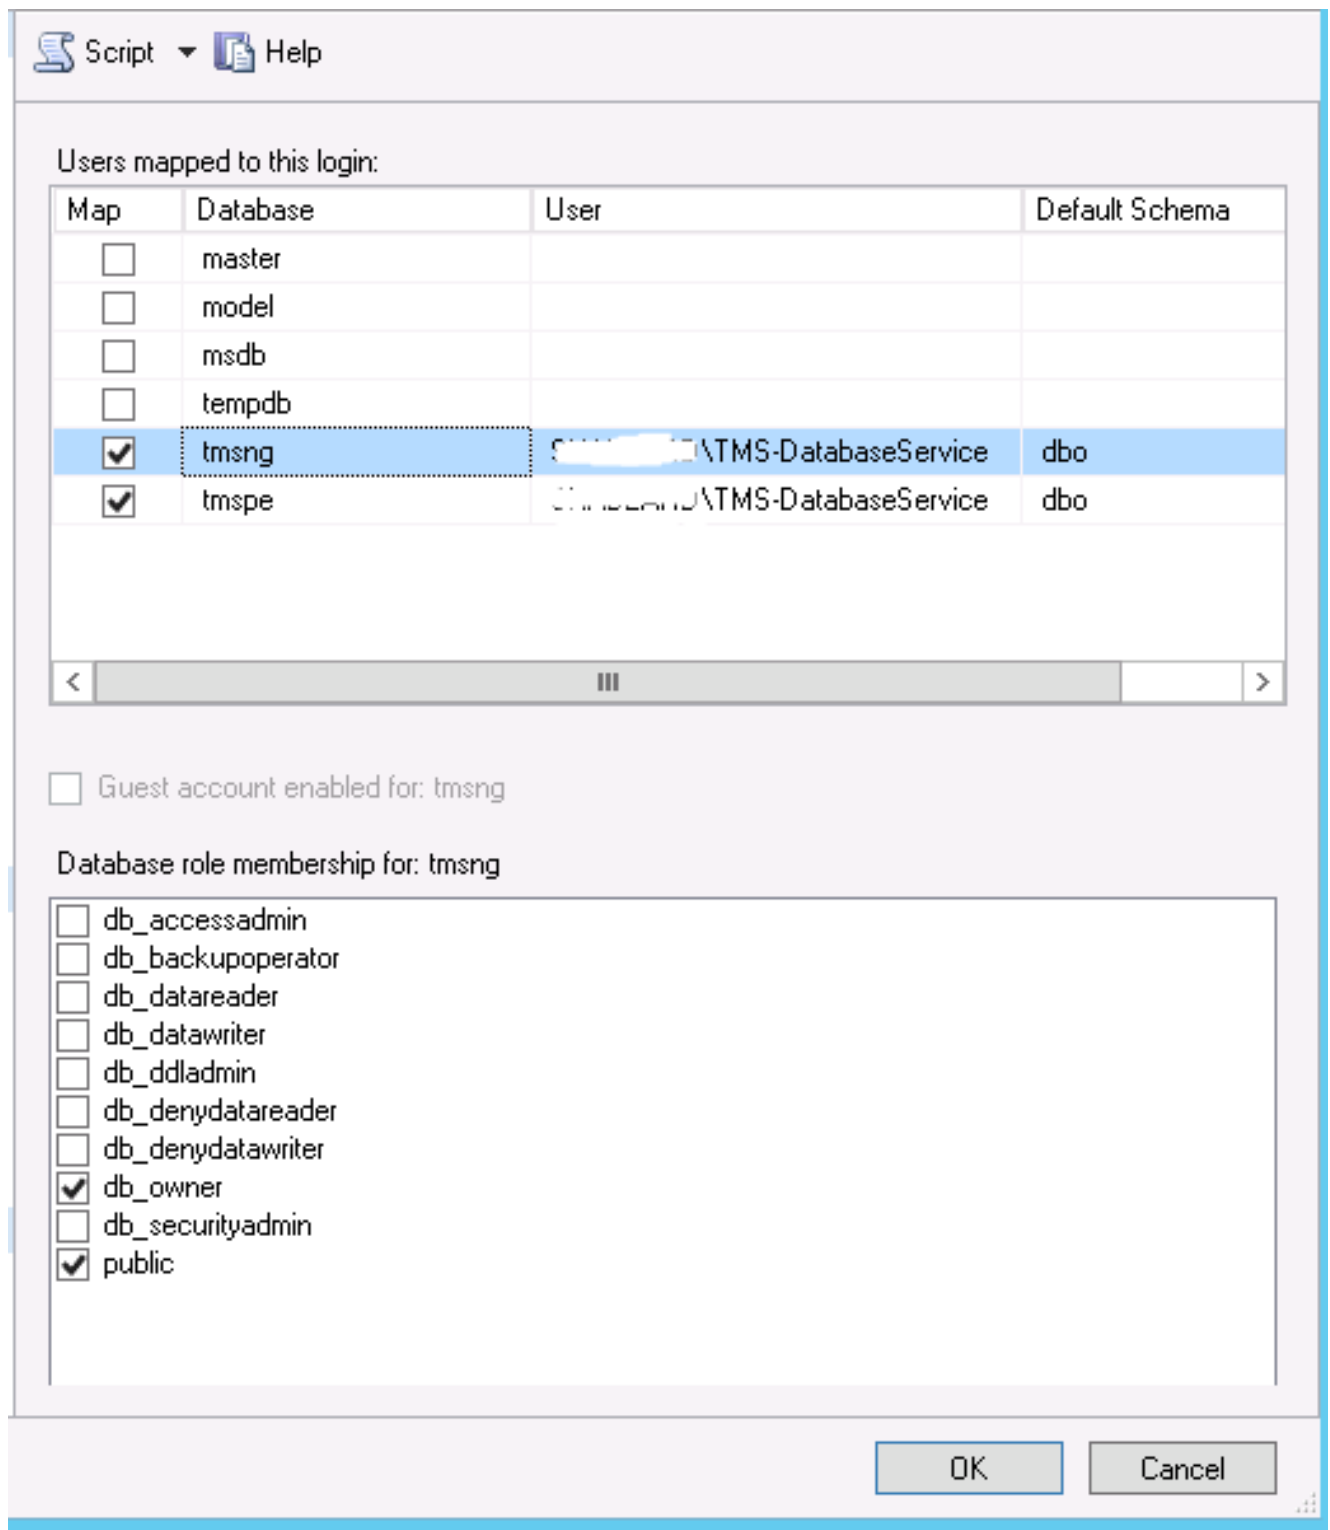 Script Help
Users mapped to this login:
Map Database User Default Schema
master
model
msdb
tempdb
tmsng \TMS-DatabaseService dbo
tmspe \TMS-DatabaseService dbo
Guest account enabled for: tmsng
Database role membership for: tmsng
db_accessadmin
db_backupoperator
db_datareader
db_datawriter
db_ddladmin
db_denydatareader
db_denydatawriter
db_owner
db_securityadmin
public
OK Cancel